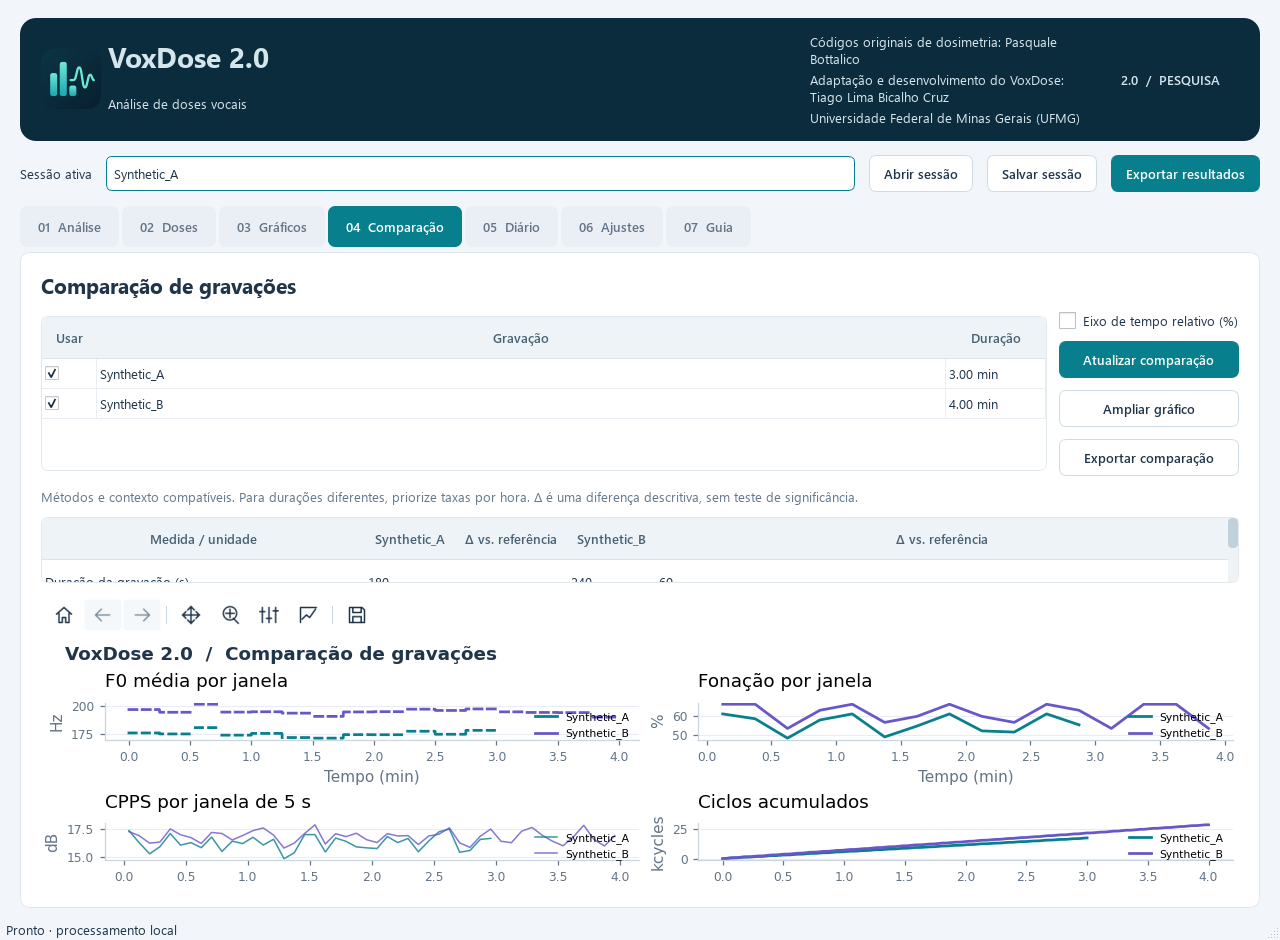 VoxDose 2.0
Análise de doses vocais
Códigos originais de dosimetria: Pasquale
Bottalico
Adaptação e desenvolvimento do VoxDose:
Tiago Lima Bicalho Cruz
Universidade Federal de Minas Gerais (UFMG)
2.0 / PESQUISA
Sessão ativa
Synthetic_A
Abrir sessão
Salvar sessão
Exportar resultados
01 Análise
02 Doses
03 Gráficos
04 Comparação
05 Diário
06 Ajustes
07 Guia
Comparação de gravações
Usar Gravação Duração
Synthetic_A 3.00 min
Synthetic_B 4.00 min
Eixo de tempo relativo (%)
Atualizar comparação
Ampliar gráfico
Exportar comparação
Métodos e contexto compatíveis. Para durações diferentes, priorize taxas por hora. Δ é uma diferença descritiva, sem teste de significância.
Medida / unidade Synthetic_A Δ vs. referência Synthetic_B Δ vs. referência
Duração da gravação (s) 180 240 60
VoxDose 2.0 / Comparação de gravações
F0 média por janela
Hz
200
175
Synthetic_A
Synthetic_B
0.0 0.5 1.0 1.5 2.0 2.5 3.0 3.5 4.0
Tempo (min)
Fonação por janela
%
60
50
Synthetic_A
Synthetic_B
0.0 0.5 1.0 1.5 2.0 2.5 3.0 3.5 4.0
Tempo (min)
CPPS por janela de 5 s
dB
17.5
15.0
Synthetic_A
Synthetic_B
0.0 0.5 1.0 1.5 2.0 2.5 3.0 3.5 4.0
Ciclos acumulados
kcycles
25
0
Synthetic_A
Synthetic_B
0.0 0.5 1.0 1.5 2.0 2.5 3.0 3.5 4.0
Pronto · processamento local